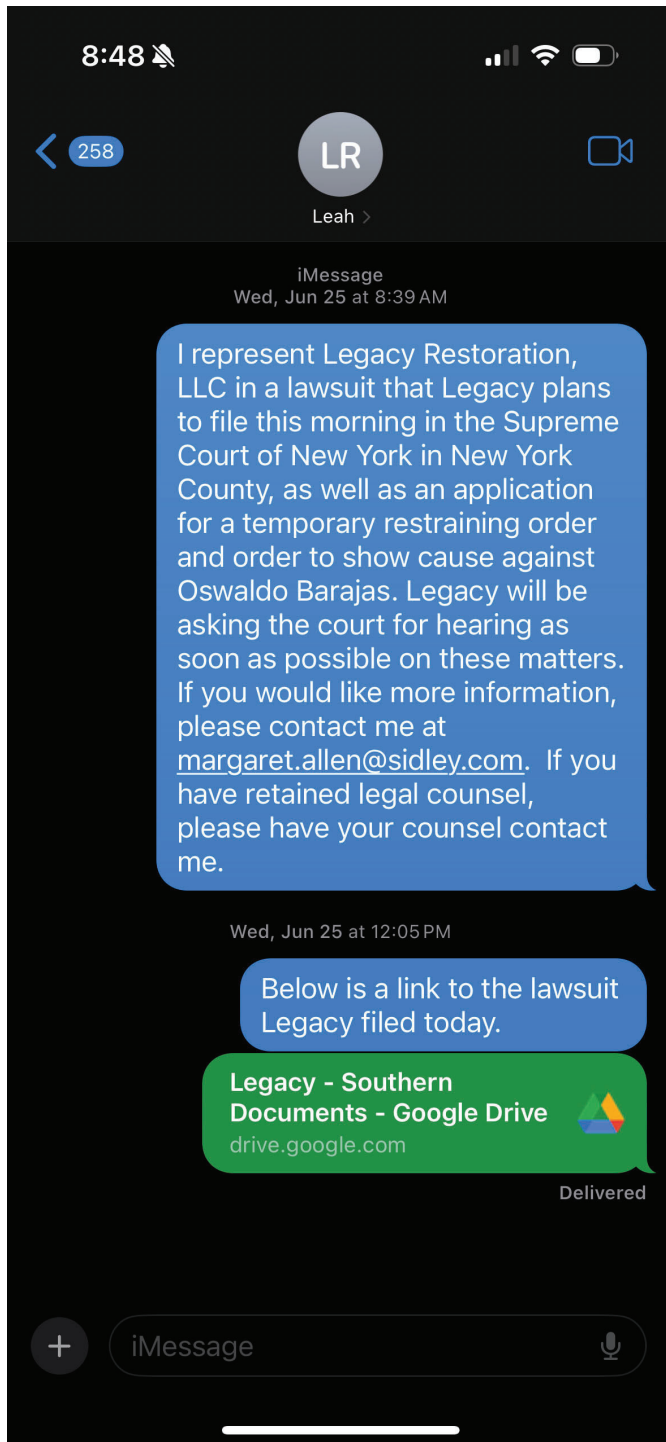 8:48
258
LR
Leah
iMessage
Wed, Jun 25 at 8:39 AM
I represent Legacy Restoration,
LLC in a lawsuit that Legacy plans
to file this morning in the Supreme
Court of New York in New York
County, as well as an application
for a temporary restraining order
and order to show cause against
Oswaldo Barajas. Legacy will be
asking the court for hearing as
soon as possible on these matters.
If you would like more information,
please contact me at
margaret.allen@sidley.com. If you
have retained legal counsel,
please have your counsel contact
me.
Wed, Jun 25 at 12:05 PM
Below is a link to the lawsuit
Legacy filed today.
Legacy - Southern
Documents - Google Drive
drive.google.com
Delivered
iMessage